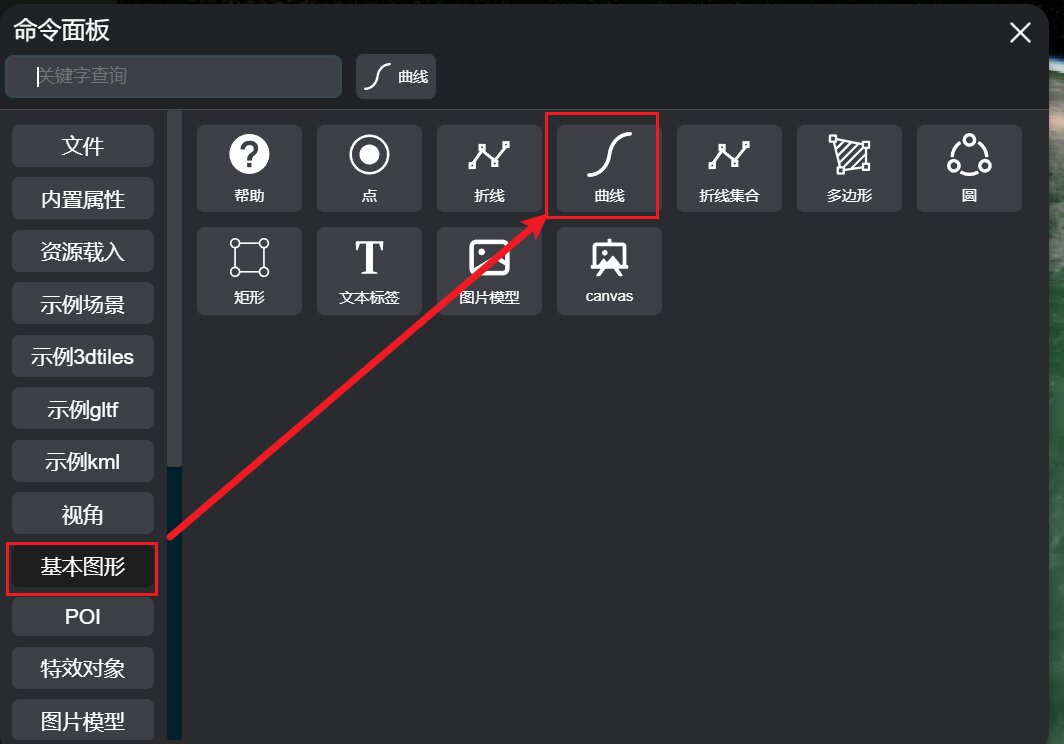 命令面板
关键字查询
曲线
文件
内置属性
资源载入
示例场景
示例3dtiles
示例gltf
示例kml
视角
基本图形
POI
特效对象
图片模型
帮助
点
折线
曲线
折线集合
多边形
圆
矩形
文本标签
图片模型
canvas